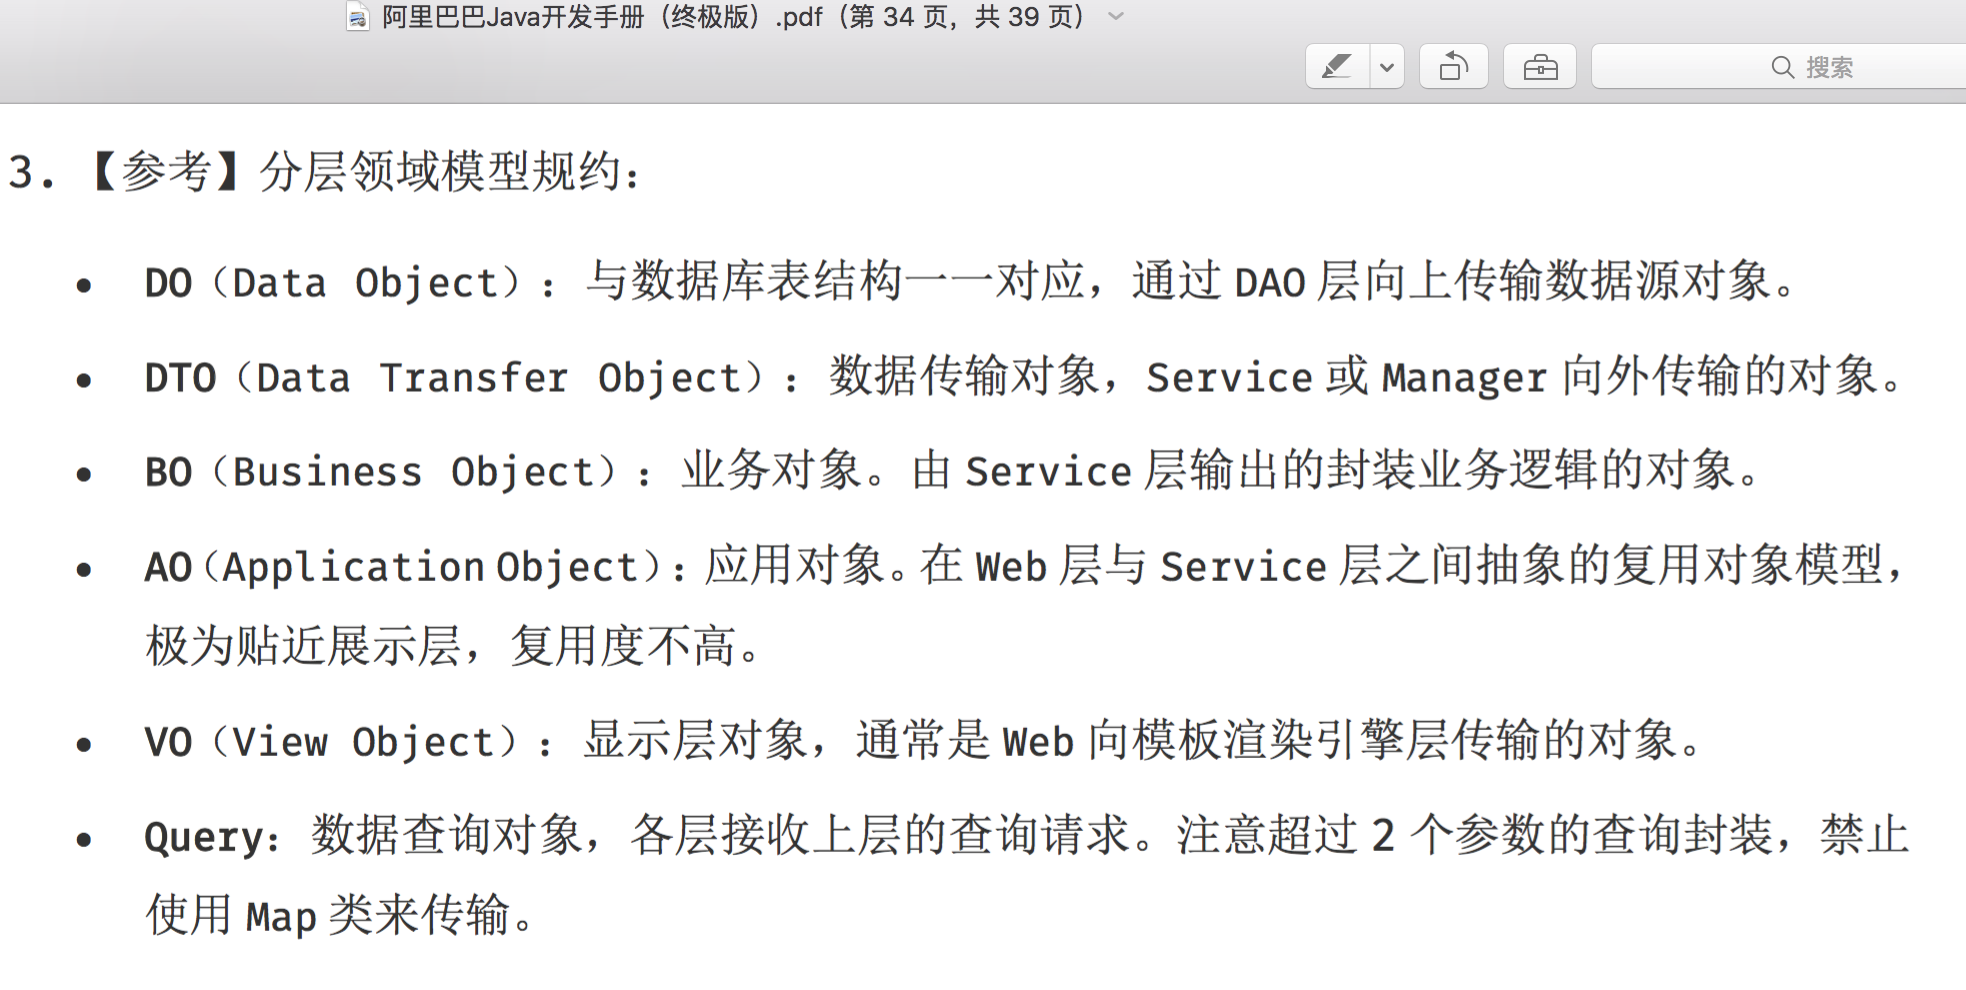 阿里巴巴Java开发手册（终极版）.pdf（第 34 页，共 39 页）
搜索
3. 【参考】分层领域模型规约：
• DO（Data Object）：与数据库表结构一一对应，通过 DAO 层向上传输数据源对象。
• DTO（Data Transfer Object）：数据传输对象，Service 或 Manager 向外传输的对象。
• BO（Business Object）：业务对象。由 Service 层输出的封装业务逻辑的对象。
• AO（Application Object）：应用对象。在 Web 层与 Service 层之间抽象的复用对象模型，
极为贴近展示层，复用度不高。
• VO（View Object）：显示层对象，通常是 Web 向模板渲染引擎层传输的对象。
• Query：数据查询对象，各层接收上层的查询请求。注意超过 2 个参数的查询封装，禁止
使用 Map 类来传输。